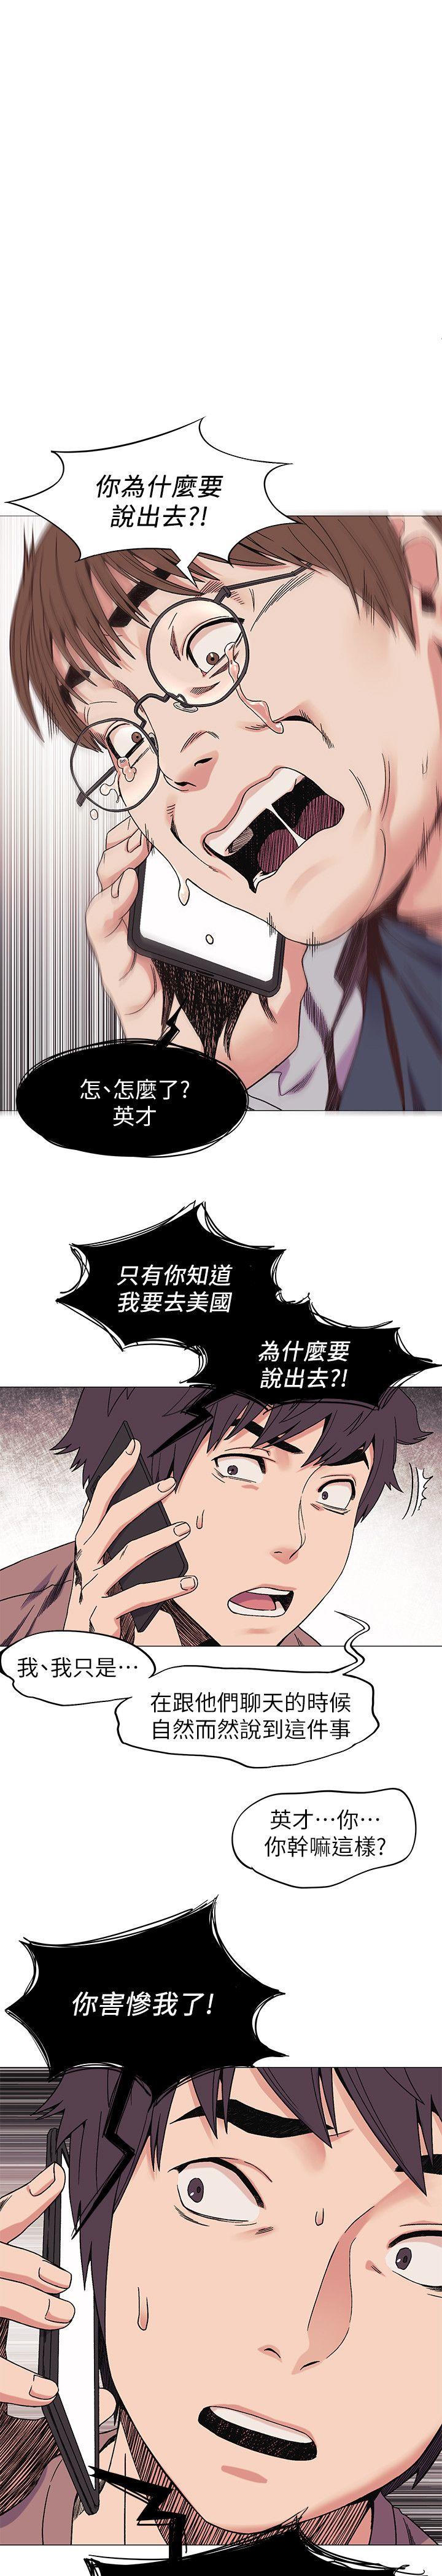 你為什麼要
說出去?!
怎、怎麼了?
英才
只有你知道
我要去美國
為什麼要
說出去?!
我、我只是…
在跟他們聊天的時候
自然而然說到這件事
英才…你…
你幹嘛這樣?
你害慘我了!